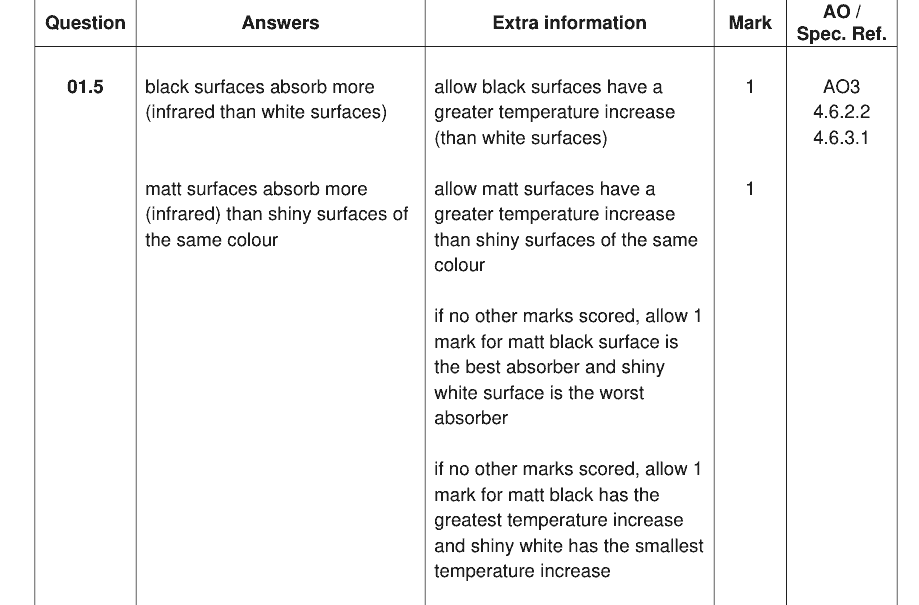 Question Answers Extra information Mark AO /
Spec. Ref.
01.5 black surfaces absorb more allow black surfaces have a 1 AO3
(infrared than white surfaces) greater temperature increase 4.6.2.2
(than white surfaces) 4.6.3.1
matt surfaces absorb more allow matt surfaces have a 1
(infrared) than shiny surfaces of greater temperature increase
the same colour than shiny surfaces of the same
colour
if no other marks scored, allow 1
mark for matt black surface is
the best absorber and shiny
white surface is the worst
absorber
if no other marks scored, allow 1
mark for matt black has the
greatest temperature increase
and shiny white has the smallest
temperature increase